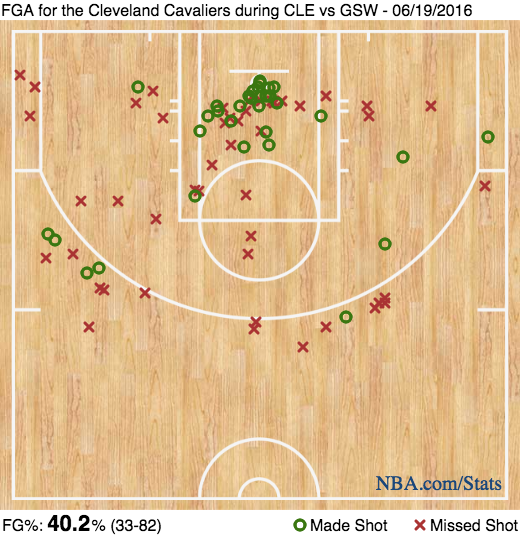 FGA for the Cleveland Cavaliers during CLE vs GSW - 06/19/2016
NBA.com/Stats
FG%: 40.2% (33-82)
Made Shot
Missed Shot